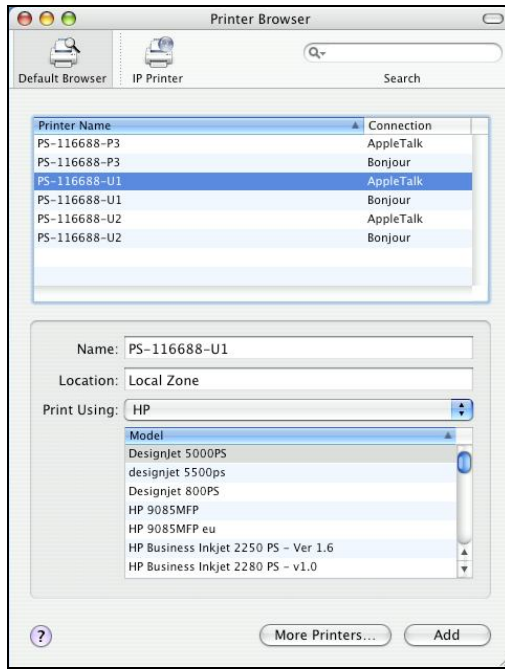 Printer Browser
Default Browser IP Printer Search
Printer Name Connection
PS-116688-P3 AppleTalk
PS-116688-P3 Bonjour
PS-116688-U1 AppleTalk
PS-116688-U1 Bonjour
PS-116688-U2 AppleTalk
PS-116688-U2 Bonjour
Name: PS-116688-U1
Location: Local Zone
Print Using: HP
Model
DesignJet 5000PS
designjet 5500ps
Designjet 800PS
HP 9085MFP
HP 9085MFP eu
HP Business Inkjet 2250 PS - Ver 1.6
HP Business Inkjet 2280 PS - v1.0
? More Printers... Add